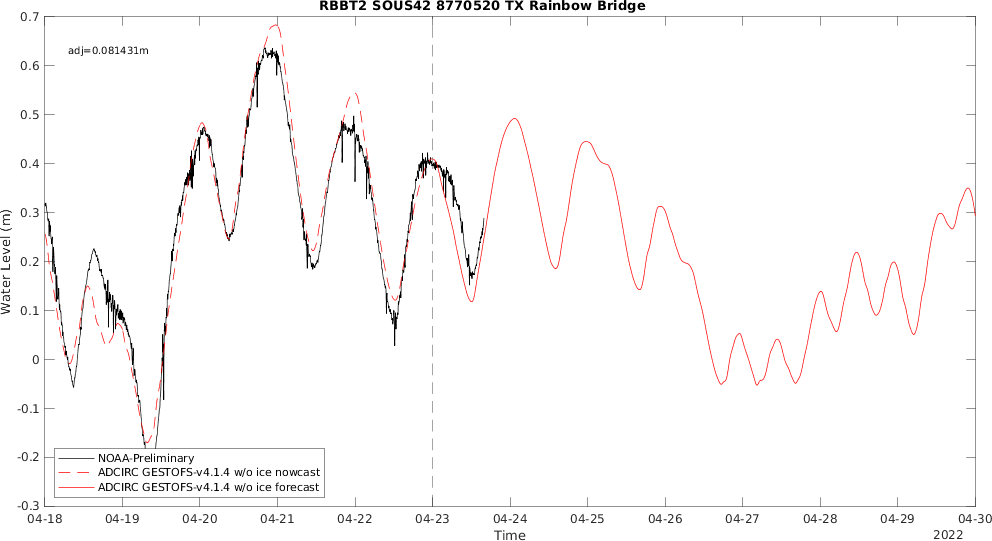 RBBT2 SOUS42 8770520 TX Rainbow Bridge
0.7
adj=0.081431m
0.6
0.5
0.4
0.3
0.2
0.1
0
-0.1
-0.2
-0.3
Water Level (m)
NOAA-Preliminary
ADCIRC GESTOFS-v4.1.4 w/o ice nowcast
ADCIRC GESTOFS-v4.1.4 w/o ice forecast
04-18 04-19 04-20 04-21 04-22 04-23 04-24 04-25 04-26 04-27 04-28 04-29 04-30
Time
2022